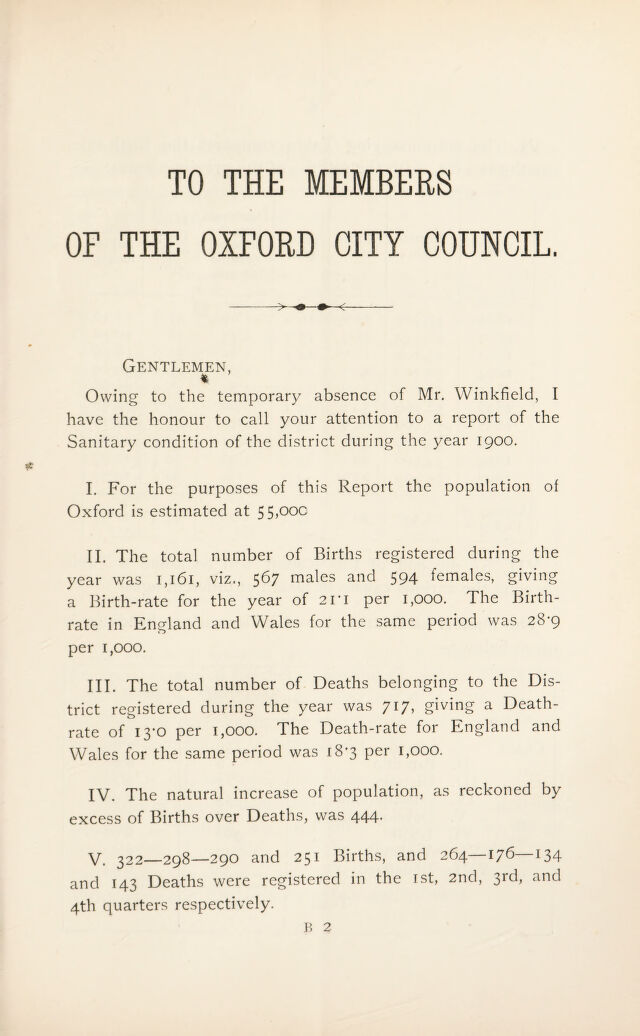 TO THE MEMBERS
OF THE OXFORD CITY COUNCIL.
GENTLEMEN,
Owing to the temporary absence of Mr. Winkfield, I
have the honour to call your attention to a report of the
Sanitary condition of the district during the year 1900.
I. For the purposes of this Report the population of
Oxford is estimated at 55,000
II. The total number of Births registered during the
year was 1,161, viz., 567 males and 594 females, giving
a Birth-rate for the year of 21·1 per 1,000. The Birth-
rate in England and Wales for the same period was 28·9
per 1,000.
III. The total number of Deaths belonging to the Dis-
trict registered during the year was 717, giving a Death-
rate of 13·0 per 1,000. The Death-rate for England and
Wales for the same period was 18·3 per 1,000.
IV. The natural increase of population, as reckoned by
excess of Births over Deaths, was 444.
V. 322—298—290 and 251 Births, and 264—176—134
and 143 Deaths were registered in the 1st, 2nd, 3rd, and
4th quarters respectively.
B 2